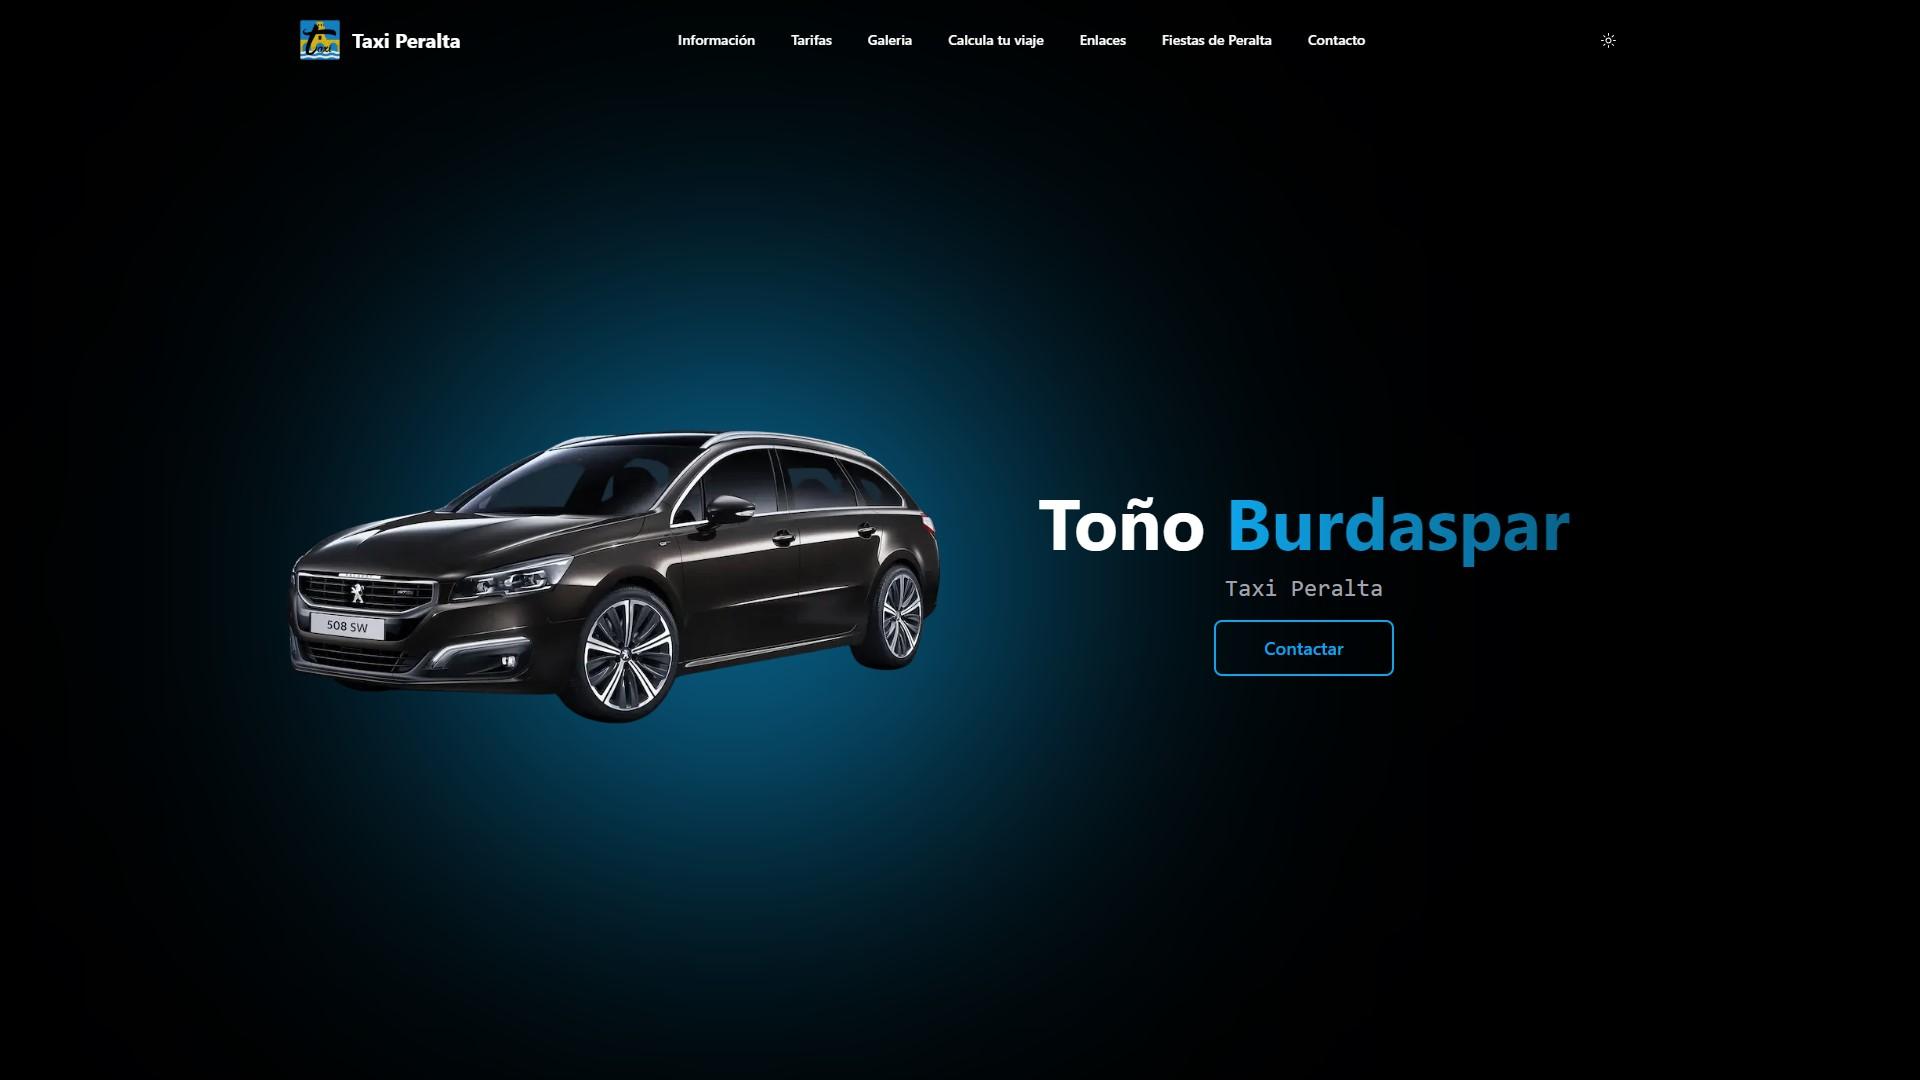 Taxi Peralta
Información
Tarifas
Galeria
Calcula tu viaje
Enlaces
Fiestas de Peralta
Contacto
Toño Burdaspar
Taxi Peralta
Contactar
508 SW